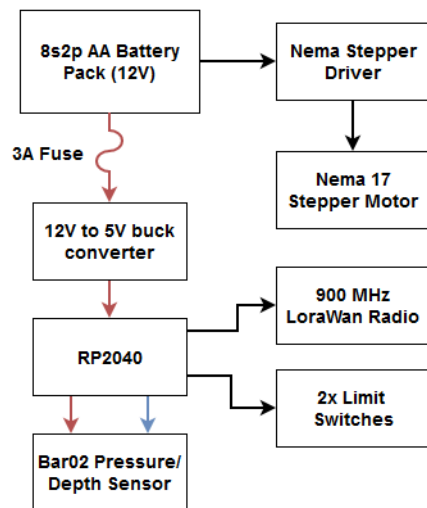 8s2p AA Battery
Pack (12V)
Nema Stepper
Driver
3A Fuse
Nema 17
Stepper Motor
12V to 5V buck
converter
900 MHz
LoraWan Radio
RP2040
2x Limit
Switches
Bar02 Pressure/
Depth Sensor